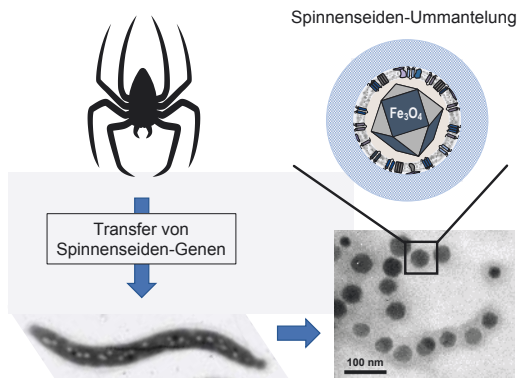 Spinnenseiden-Ummantelung
Fe₃O₄
Transfer von
Spinnenseiden-Genen
100 nm